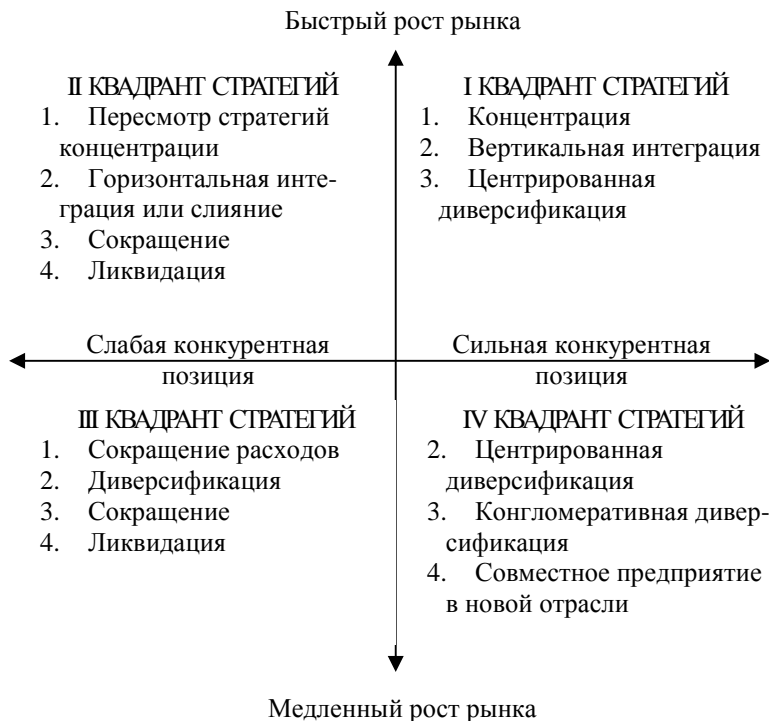 Быстрый рост рынка
II КВАДРАНТ СТРАТЕГИЙ
1. Пересмотр стратегий
концентрации
2. Горизонтальная инте-
грация или слияние
3. Сокращение
4. Ликвидация
I КВАДРАНТ СТРАТЕГИЙ
1. Концентрация
2. Вертикальная интеграция
3. Центрированная
диверсификация
Слабая конкурентная
позиция
Сильная конкурентная
позиция
III КВАДРАНТ СТРАТЕГИЙ
1. Сокращение расходов
2. Диверсификация
3. Сокращение
4. Ликвидация
IV КВАДРАНТ СТРАТЕГИЙ
2. Центрированная
диверсификация
3. Конгломеративная дивер-
сификация
4. Совместное предприятие
в новой отрасли
Медленный рост рынка